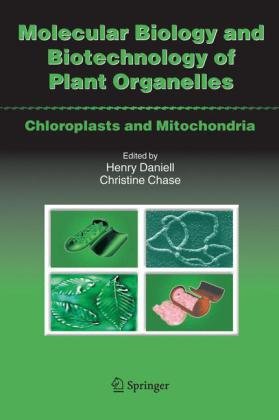 Molecular Biology and
Biotechnology of
Plant Organelles
Chloroplasts and Mitochondria
Edited by
Henry Daniell
Christine Chase
Springer